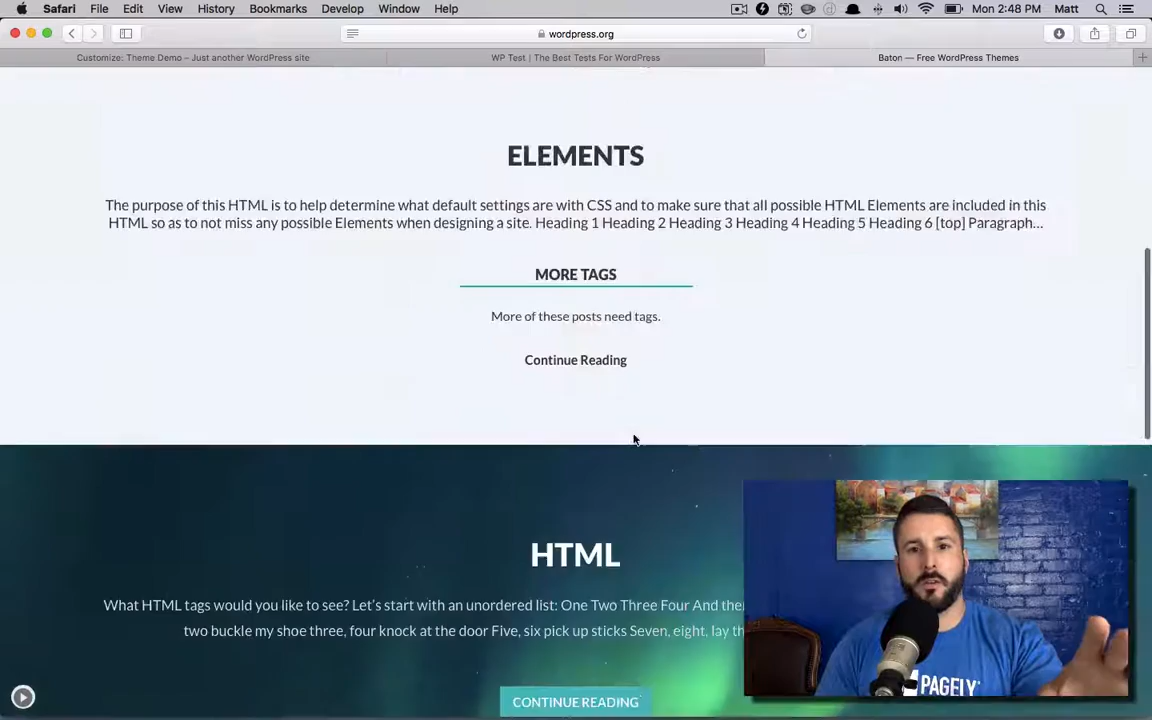 Safari File Edit View History Bookmarks Develop Window Help Mon 2:48 PM Matt
wordpress.org
Customize: Theme Demo – Just another WordPress site WP Test | The Best Tests For WordPress Baton — Free WordPress Themes
ELEMENTS
The purpose of this HTML is to help determine what default settings are with CSS and to make sure that all possible HTML Elements are included in this
HTML so as to not miss any possible Elements when designing a site. Heading 1 Heading 2 Heading 3 Heading 4 Heading 5 Heading 6 [top] Paragraph...
MORE TAGS
More of these posts need tags.
Continue Reading
HTML
What HTML tags would you like to see? Let's start with an unordered list: One Two Three Four And
two buckle my shoe three, four knock at the door Five, six pick up sticks Seven, eight, lay
CONTINUE READING
PAGELY